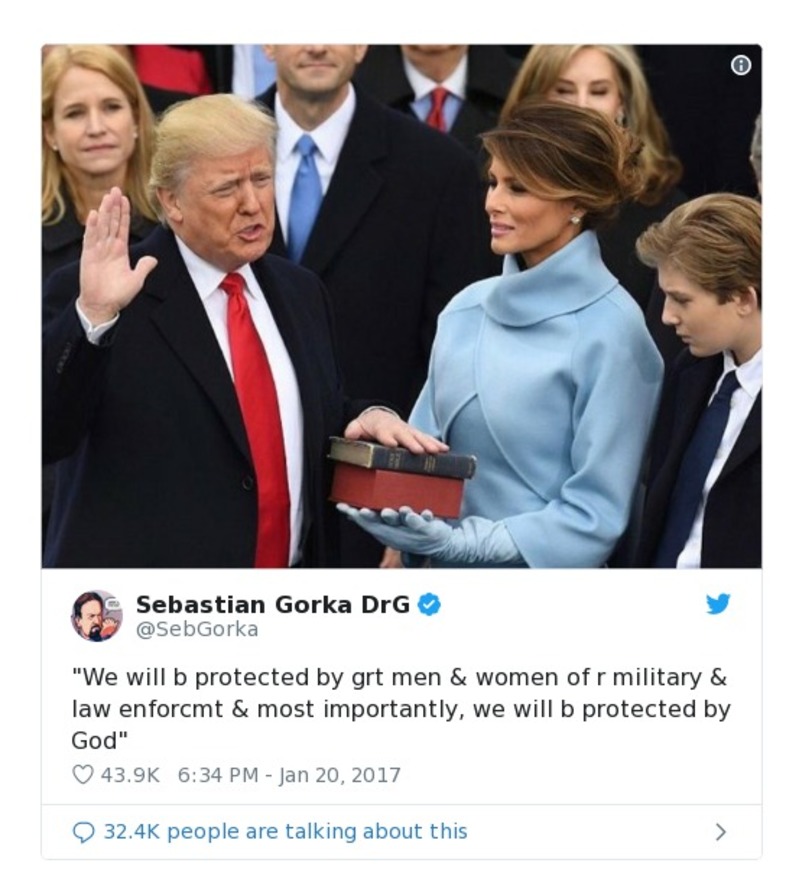 Sebastian Gorka DrG
@SebGorka
"We will b protected by grt men & women of r military &
law enforcmt & most importantly, we will b protected by
God"
43.9K 6:34 PM - Jan 20, 2017
32.4K people are talking about this